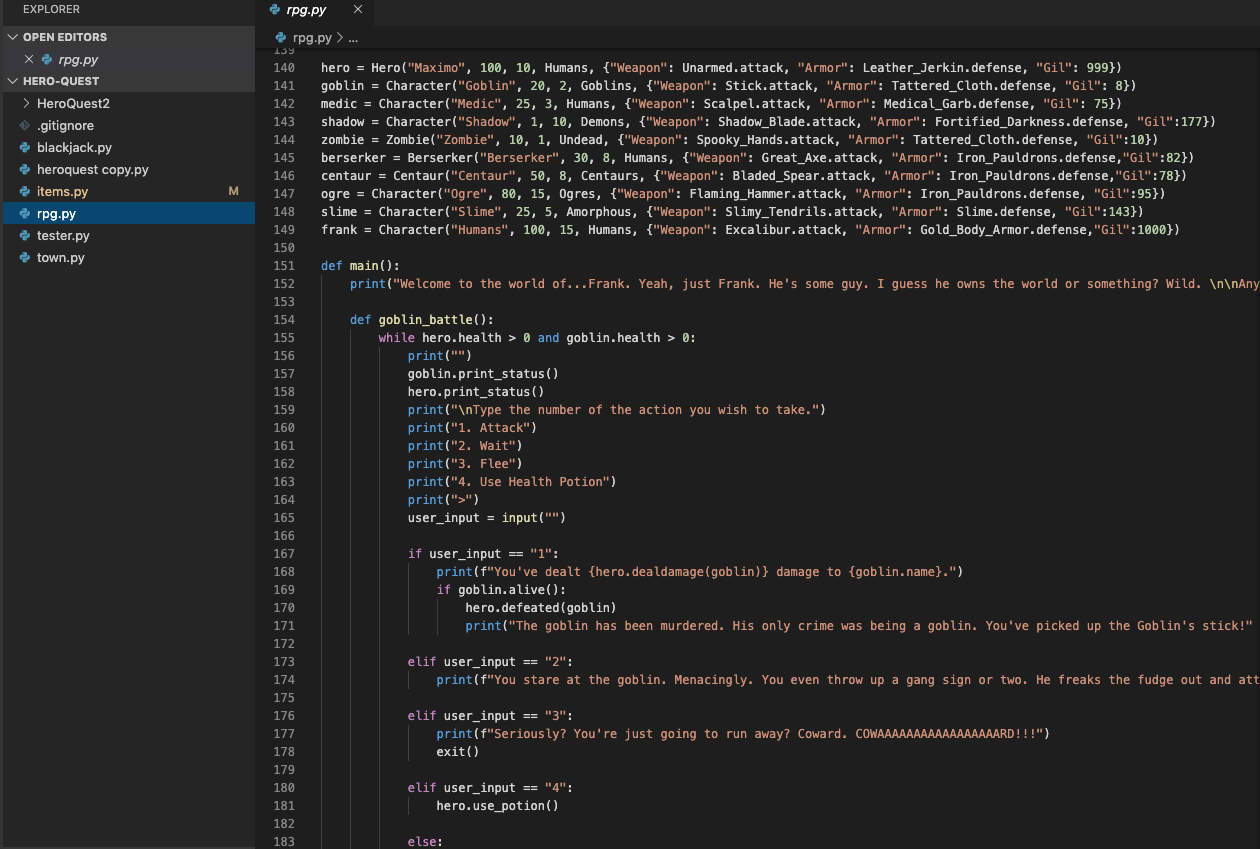 EXPLORER
OPEN EDITORS
rpg.py
HERO-QUEST
HeroQuest2
.gitignore
blackjack.py
heroquest copy.py
items.py M
rpg.py
tester.py
town.py
rpg.py
rpg.py > ...
139
140 hero = Hero("Maximo", 100, 10, Humans, {"Weapon": Unarmed.attack, "Armor": Leather_Jerkin.defense, "Gil": 999})
141 goblin = Character("Goblin", 20, 2, Goblins, {"Weapon": Stick.attack, "Armor": Tattered_Cloth.defense, "Gil": 8})
142 medic = Character("Medic", 25, 3, Humans, {"Weapon": Scalpel.attack, "Armor": Medical_Garb.defense, "Gil": 75})
143 shadow = Character("Shadow", 1, 10, Demons, {"Weapon": Shadow_Blade.attack, "Armor": Fortified_Darkness.defense, "Gil":177})
144 zombie = Zombie("Zombie", 10, 1, Undead, {"Weapon": Spooky_Hands.attack, "Armor": Tattered_Cloth.defense, "Gil":10})
145 berserker = Berserker("Berserker", 30, 8, Humans, {"Weapon": Great_Axe.attack, "Armor": Iron_Pauldrons.defense,"Gil":82})
146 centaur = Centaur("Centaur", 50, 8, Centaurs, {"Weapon": Bladed_Spear.attack, "Armor": Iron_Pauldrons.defense,"Gil":78})
147 ogre = Character("Ogre", 80, 15, Ogres, {"Weapon": Flaming_Hammer.attack, "Armor": Iron_Pauldrons.defense, "Gil":95})
148 slime = Character("Slime", 25, 5, Amorphous, {"Weapon": Slimy_Tendrils.attack, "Armor": Slime.defense, "Gil":143})
149 frank = Character("Humans", 100, 15, Humans, {"Weapon": Excalibur.attack, "Armor": Gold_Body_Armor.defense,"Gil":1000})
150
151 def main():
152 print("Welcome to the world of...Frank. Yeah, just Frank. He's some guy. I guess he owns the world or something? Wild. \n\nAny
153
154 def goblin_battle():
155 while hero.health > 0 and goblin.health > 0:
156 print("")
157 goblin.print_status()
158 hero.print_status()
159 print("\nType the number of the action you wish to take.")
160 print("1. Attack")
161 print("2. Wait")
162 print("3. Flee")
163 print("4. Use Health Potion")
164 print(">")
165 user_input = input("")
166
167 if user_input == "1":
168 print(f"You've dealt {hero.dealdamage(goblin)} damage to {goblin.name}.")
169 if goblin.alive():
170 hero.defeated(goblin)
171 print("The goblin has been murdered. His only crime was being a goblin. You've picked up the Goblin's stick!"
172
173 elif user_input == "2":
174 print(f"You stare at the goblin. Menacingly. You even throw up a gang sign or two. He freaks the fudge out and att
175
176 elif user_input == "3":
177 print(f"Seriously? You're just going to run away? Coward. COWAAAAAAAAAAAAAAAAARD!!!")
178 exit()
179
180 elif user_input == "4":
181 hero.use_potion()
182
183 else: